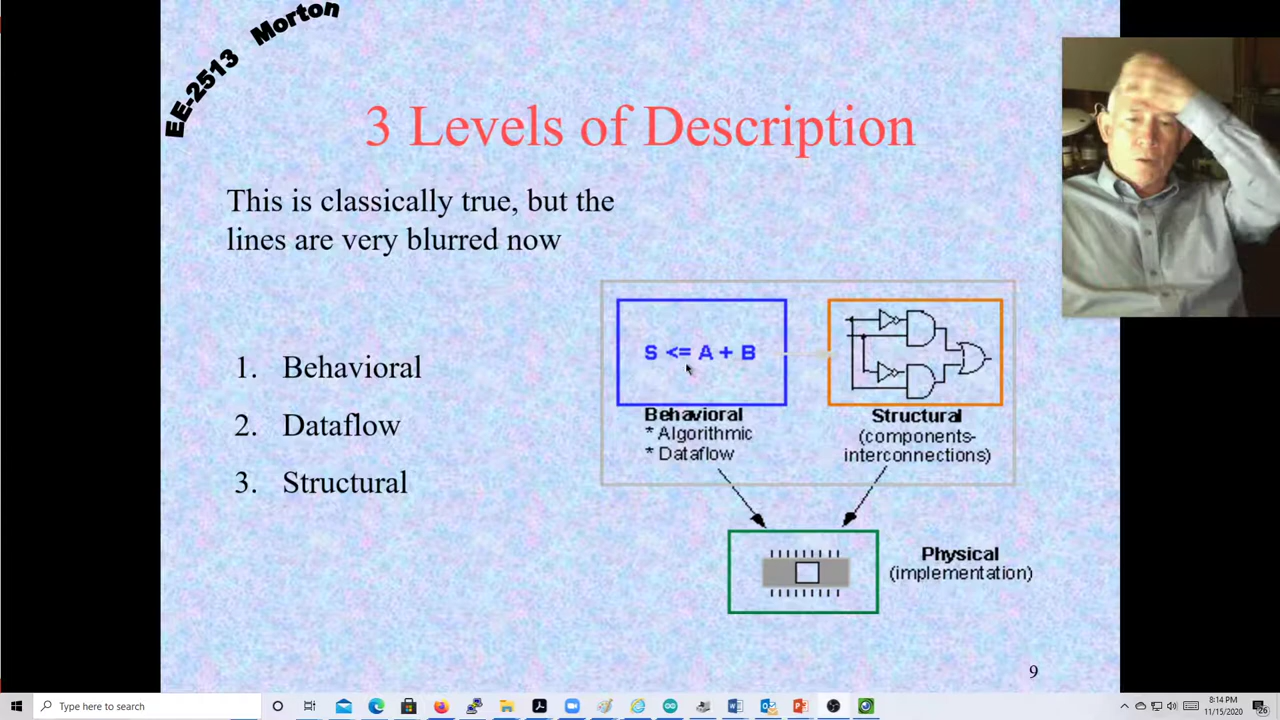 EE-2513 Morton
3 Levels of Description
This is classically true, but the
lines are very blurred now
1. Behavioral
2. Dataflow
3. Structural
S <= A + B
Behavioral
* Algorithmic
* Dataflow
Structural
(components-
interconnections)
Physical
(implementation)
9
Type here to search
8:14 PM
11/15/2020
26